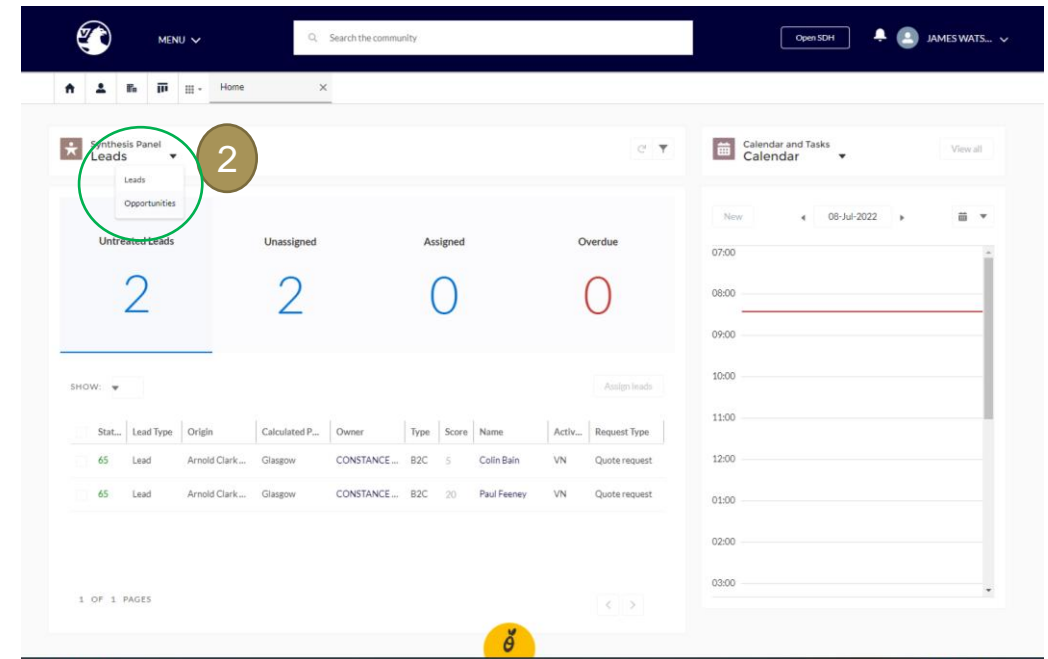 MENU
Search the community
Open SDH
JAMES WATS...
Home
Synthesis Panel
Leads
2
Leads
Opportunities
Calendar and Tasks
Calendar
View all
Untreated Leads Unassigned Assigned Overdue
2 2 0 0
New 08-Jul-2022
07:00
08:00
09:00
10:00
11:00
12:00
01:00
02:00
03:00
SHOW:
Assign leads
Stat... Lead Type Origin Calculated P... Owner Type Score Name Activ... Request Type
65 Lead Arnold Clark... Glasgow CONSTANCE... B2C 5 Colin Bain VN Quote request
65 Lead Arnold Clark... Glasgow CONSTANCE... B2C 20 Paul Feeney VN Quote request
1 OF 1 PAGES